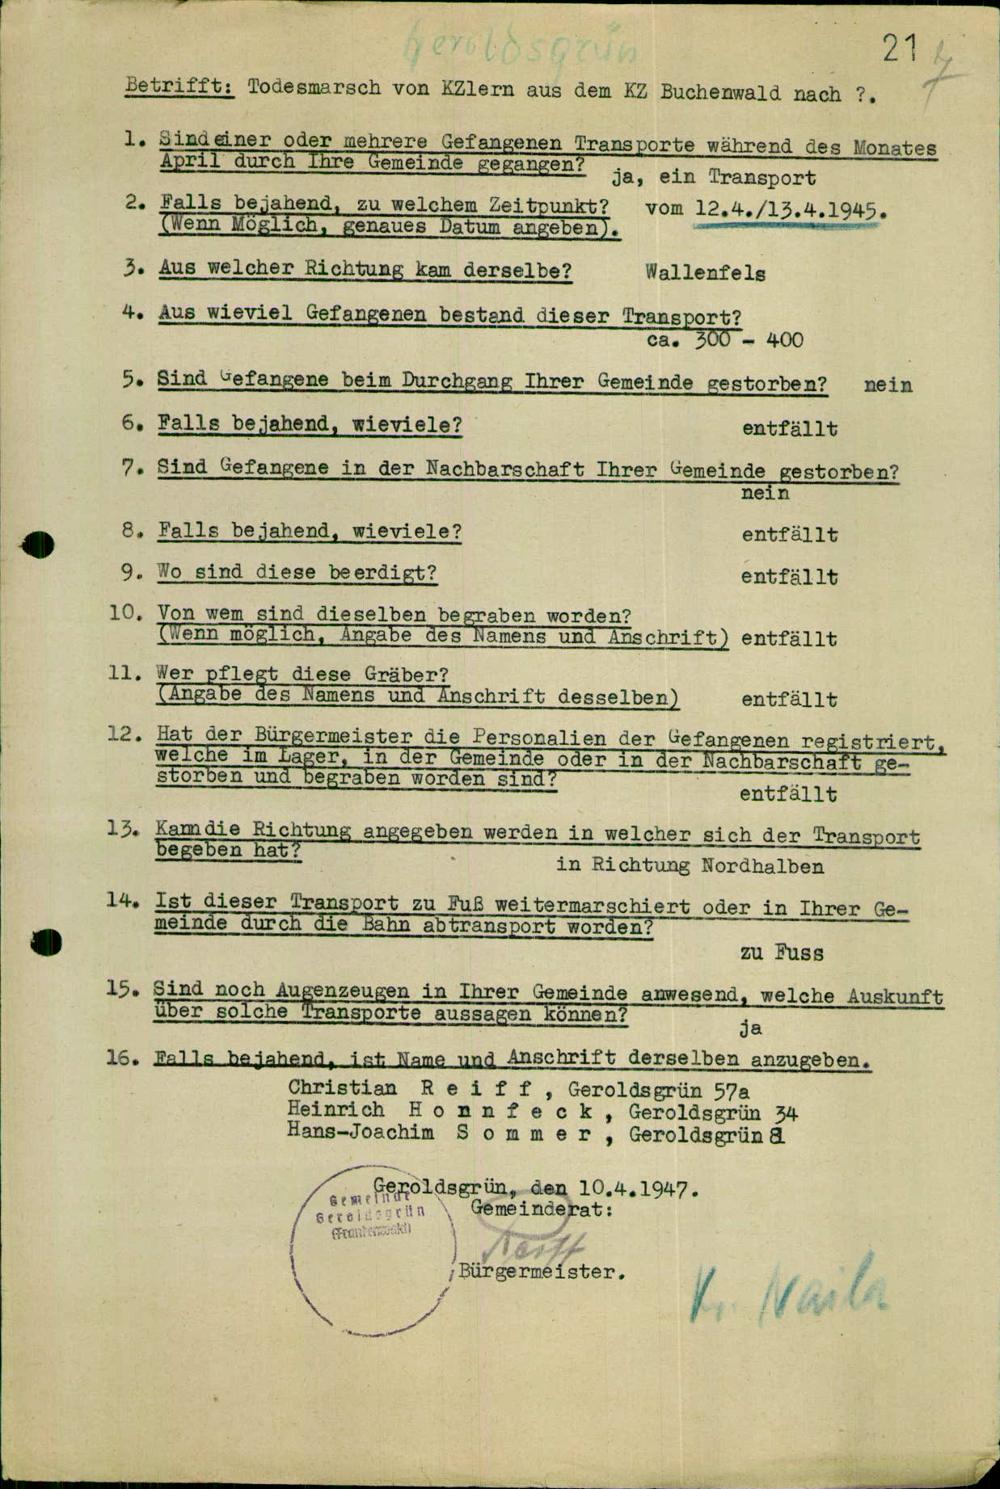 Geroldsgrün
21
7
Betrifft: Todesmarsch von KZlern aus dem KZ Buchenwald nach ?.
1. Sind einer oder mehrere Gefangenen Transporte während des Monates
April durch Ihre Gemeinde gegangen?
ja, ein Transport
2. Falls bejahend, zu welchem Zeitpunkt? vom 12.4./13.4.1945.
(Wenn Möglich, genaues Datum angeben).
3. Aus welcher Richtung kam derselbe? Wallenfels
4. Aus wieviel Gefangenen bestand dieser Transport?
ca. 300 - 400
5. Sind Gefangene beim Durchgang Ihrer Gemeinde gestorben? nein
6. Falls bejahend, wieviele? entfällt
7. Sind Gefangene in der Nachbarschaft Ihrer Gemeinde gestorben?
nein
8. Falls bejahend, wieviele? entfällt
9. Wo sind diese beerdigt? entfällt
10. Von wem sind dieselben begraben worden?
(Wenn möglich, Angabe des Namens und Anschrift) entfällt
11. Wer pflegt diese Gräber?
(Angabe des Namens und Anschrift desselben) entfällt
12. Hat der Bürgermeister die Personalien der Gefangenen registriert,
welche im Lager, in der Gemeinde oder in der Nachbarschaft ge-
storben und begraben worden sind?
entfällt
13. Kann die Richtung angegeben werden in welcher sich der Transport
begeben hat?
in Richtung Nordhalben
14. Ist dieser Transport zu Fuß weitermarschiert oder in Ihrer Ge-
meinde durch die Bahn abtransport worden?
zu Fuss
15. Sind noch Augenzeugen in Ihrer Gemeinde anwesend, welche Auskunft
über solche Transporte aussagen können?
ja
16. Falls bejahend, ist Name und Anschrift derselben anzugeben.
Christian R e i f f , Geroldsgrün 57a
Heinrich H o n n f e c k , Geroldsgrün 34
Hans-Joachim S o m m e r , Geroldsgrün
Geroldsgrün, den 10.4.1947.
Gemeinderat:
Gemeinde
Geroldsgrün
(Frankenwald)
Bürgermeister.
Kr. Naila